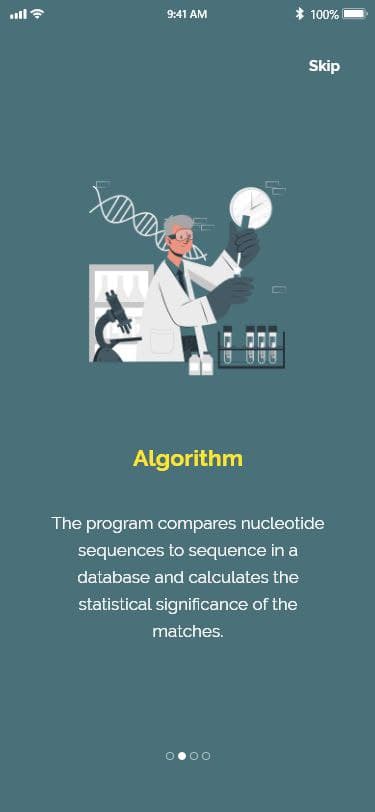 9:41 AM
100%
Skip
Algorithm
The program compares nucleotide
sequences to sequence in a
database and calculates the
statistical significance of the
matches.